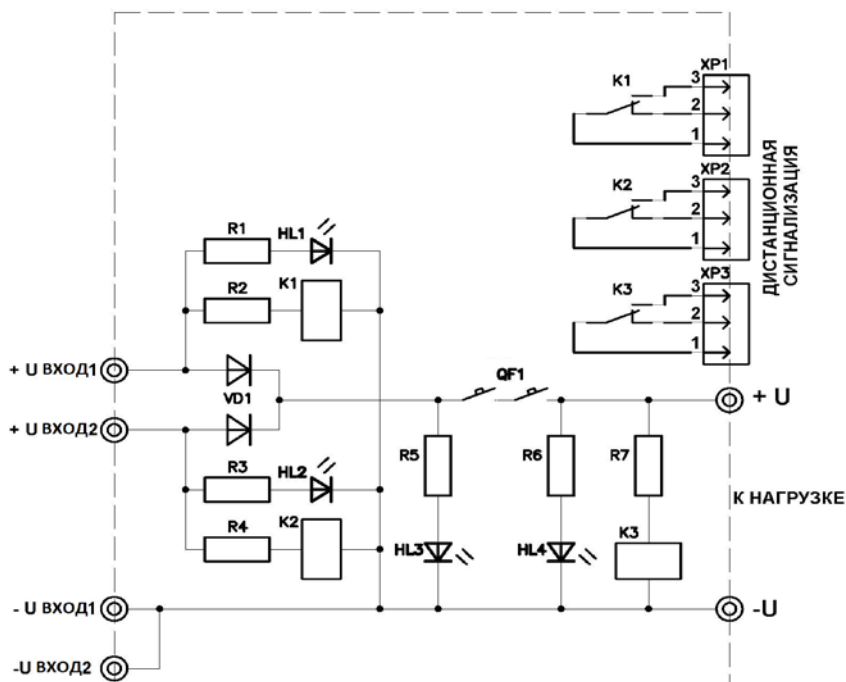 XP1
K1
3
2
1
XP2
K2
3
2
1
XP3
K3
3
2
1
ДИСТАНЦИОННАЯ
СИГНАЛИЗАЦИЯ
R1
HL1
R2
K1
+ U ВХОД1
VD1
+ U ВХОД2
R3
HL2
R4
K2
QF1
+ U
R5
R6
R7
К НАГРУЗКЕ
HL3
HL4
K3
- U ВХОД1
-U
-U ВХОД2